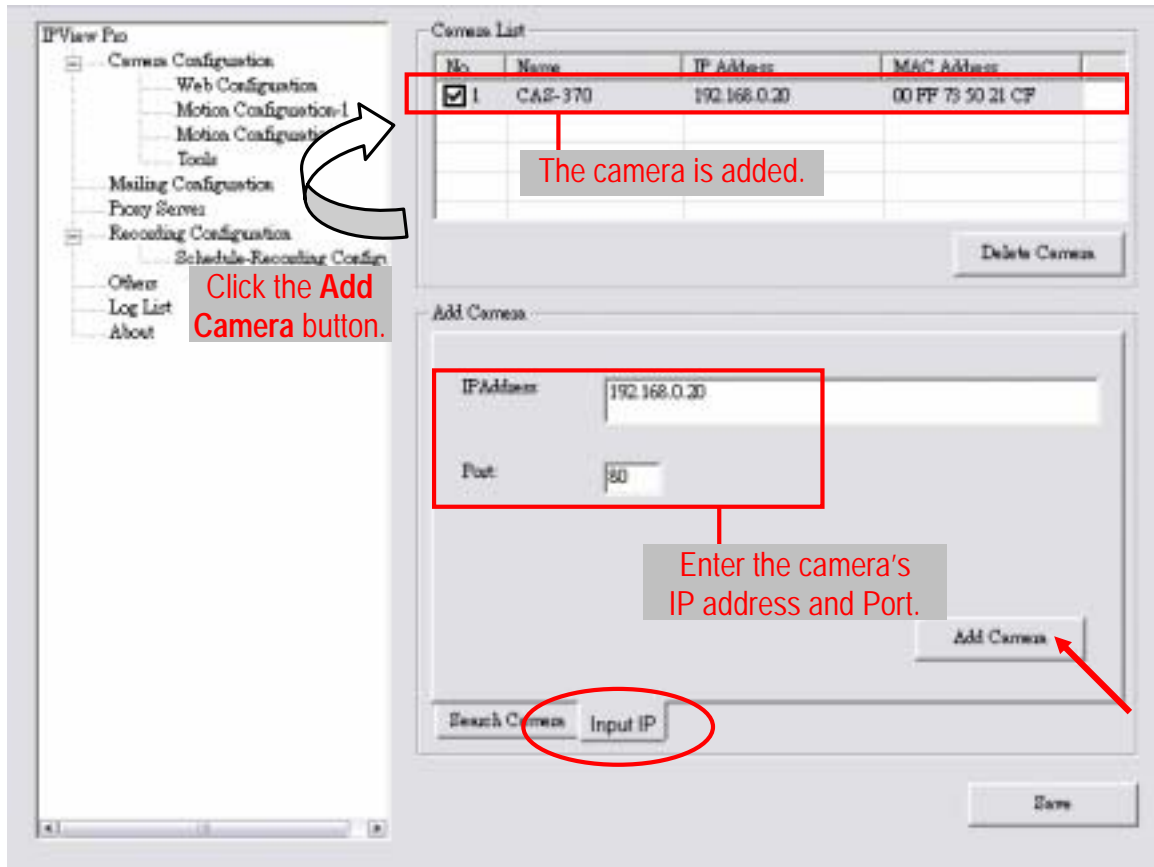 IPView Pro
Camera Configuration
Web Configuration
Motion Configuration-1
Motion Configuratio
Tools
Mailing Configuration
Proxy Server
Recording Configuration
Schedule-Recording Configu
Others
Log List
About
Click the Add
Camera button.
Camera List
No. Name IP Address MAC Address
1 CAS-370 192.168.0.20 00 FF 73 50 21 CF
The camera is added.
Delete Camera
Add Camera
IPAddress 192.168.0.20
Port 80
Enter the camera's
IP address and Port.
Add Camera
Search Camera Input IP
Save